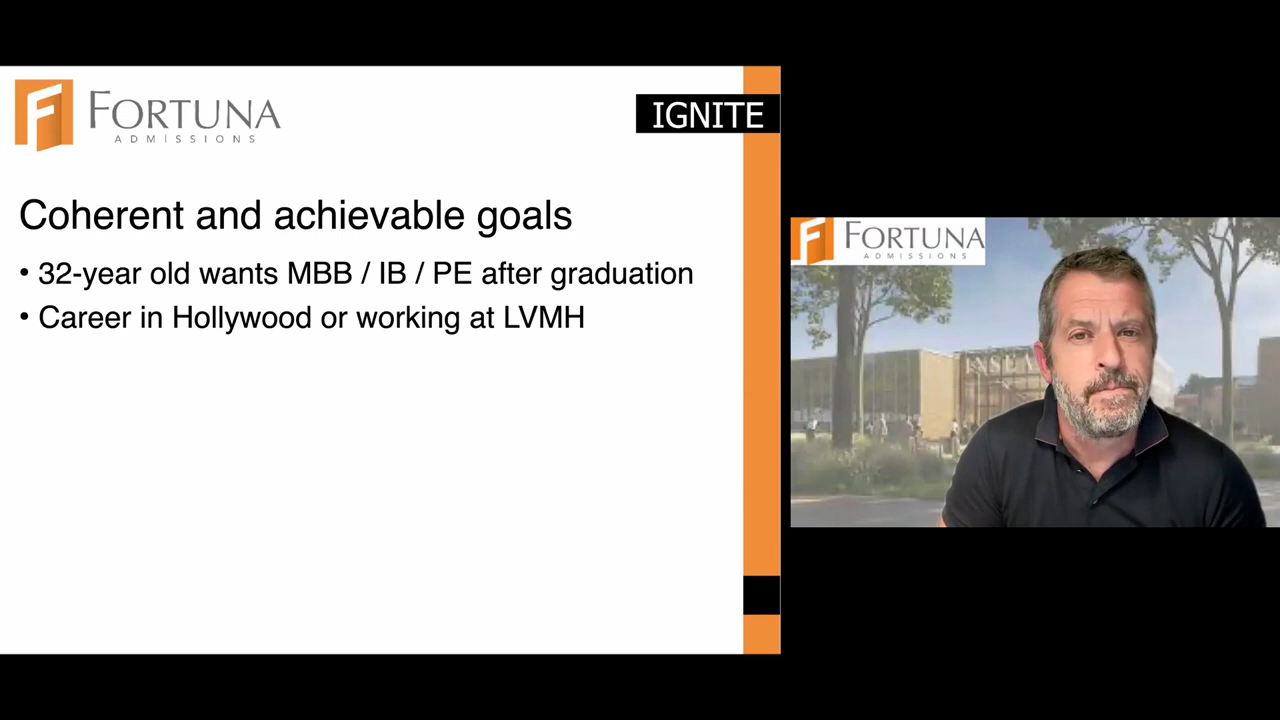 FORTUNA
ADMISSIONS
IGNITE
Coherent and achievable goals
• 32-year old wants MBB / IB / PE after graduation
• Career in Hollywood or working at LVMH
FORTUNA
ADMISSIONS